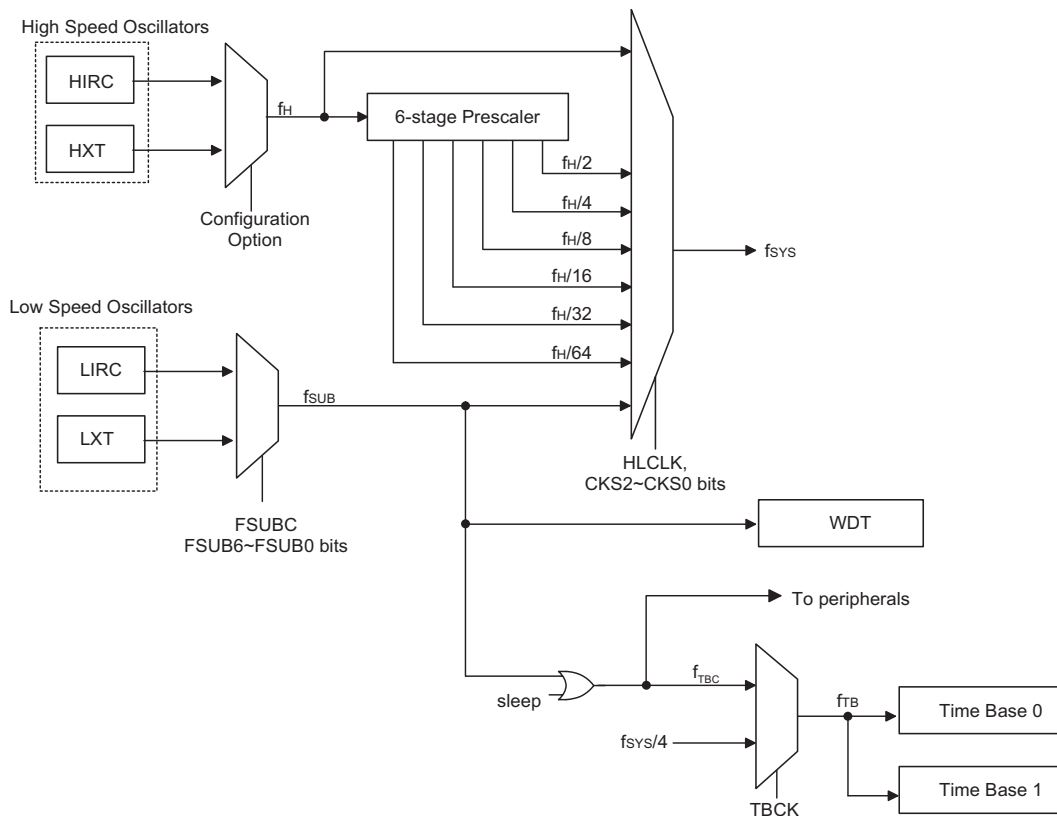 High Speed Oscillators
HIRC
HXT
fH
6-stage Prescaler
Configuration
Option
fH/2
fH/4
fH/8
fH/16
fH/32
fH/64
fSYS
Low Speed Oscillators
LIRC
LXT
fSUB
FSUBC
FSUB6~FSUB0 bits
HLCLK,
CKS2~CKS0 bits
WDT
To peripherals
sleep
fTBC
fSYS/4
TBCK
fTB
Time Base 0
Time Base 1